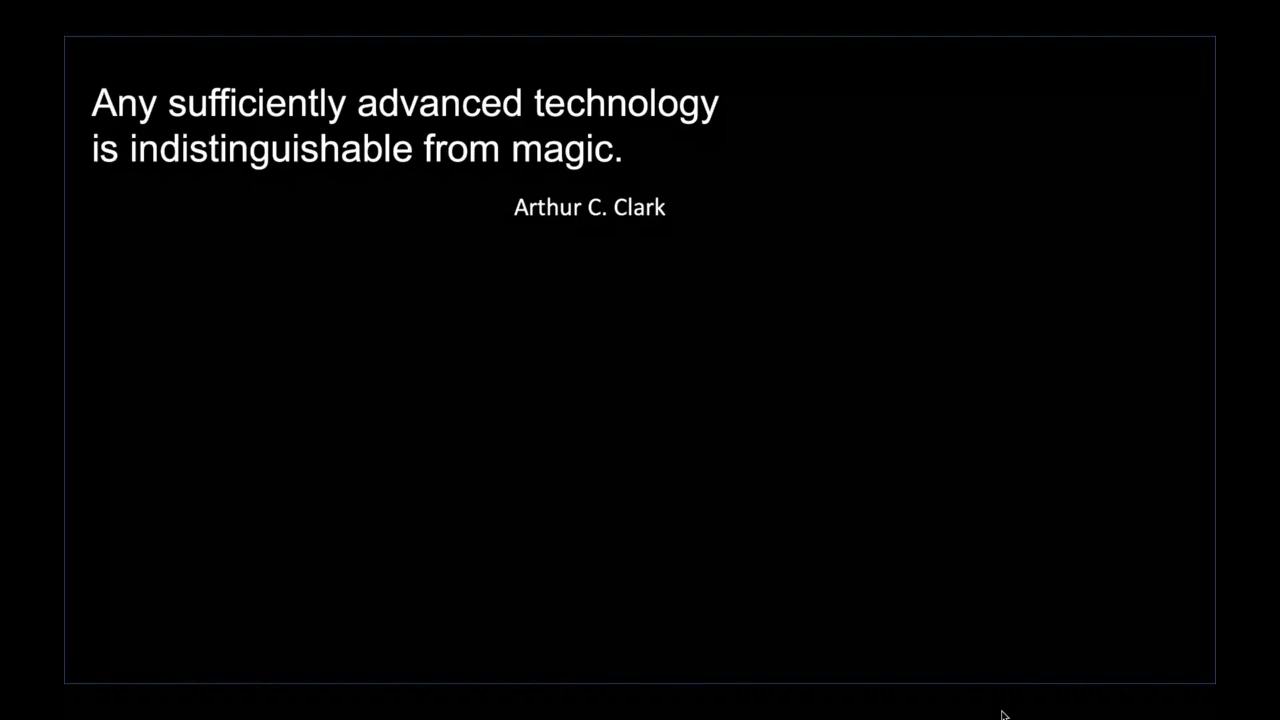 Any sufficiently advanced technology
is indistinguishable from magic.
Arthur C. Clark